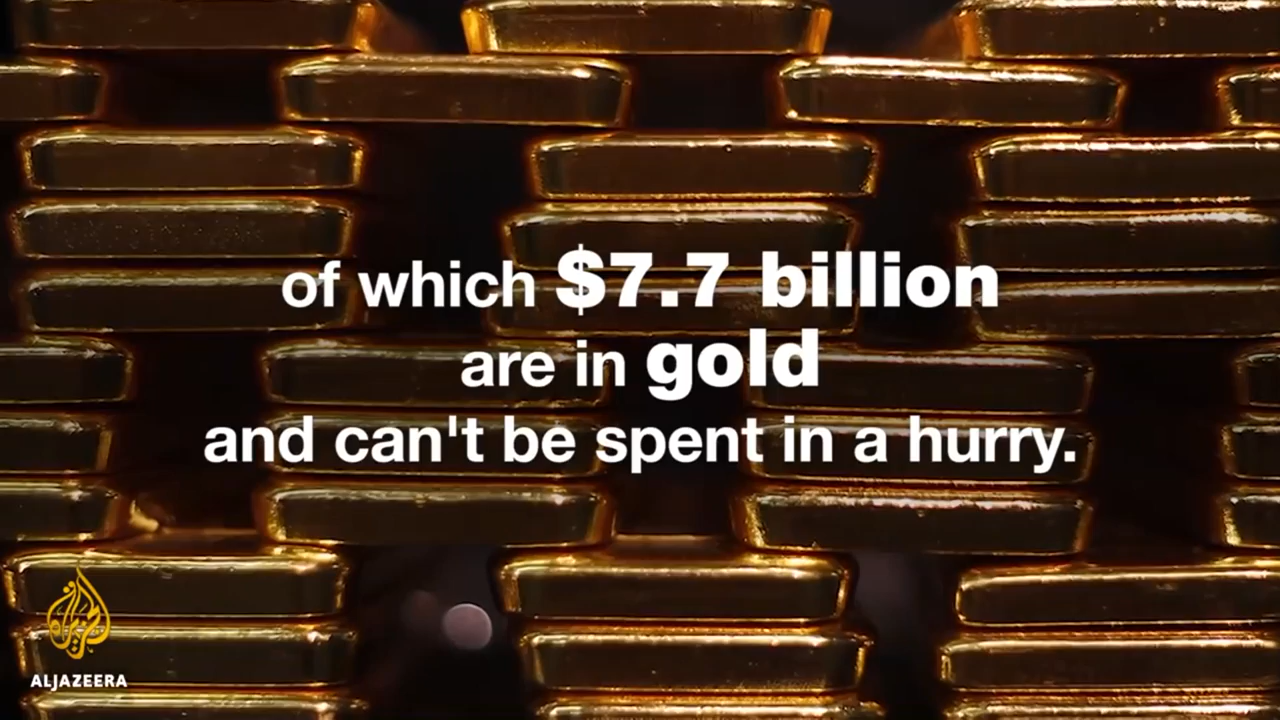 of which $7.7 billion
are in gold
and can't be spent in a hurry.
ALJAZEERA